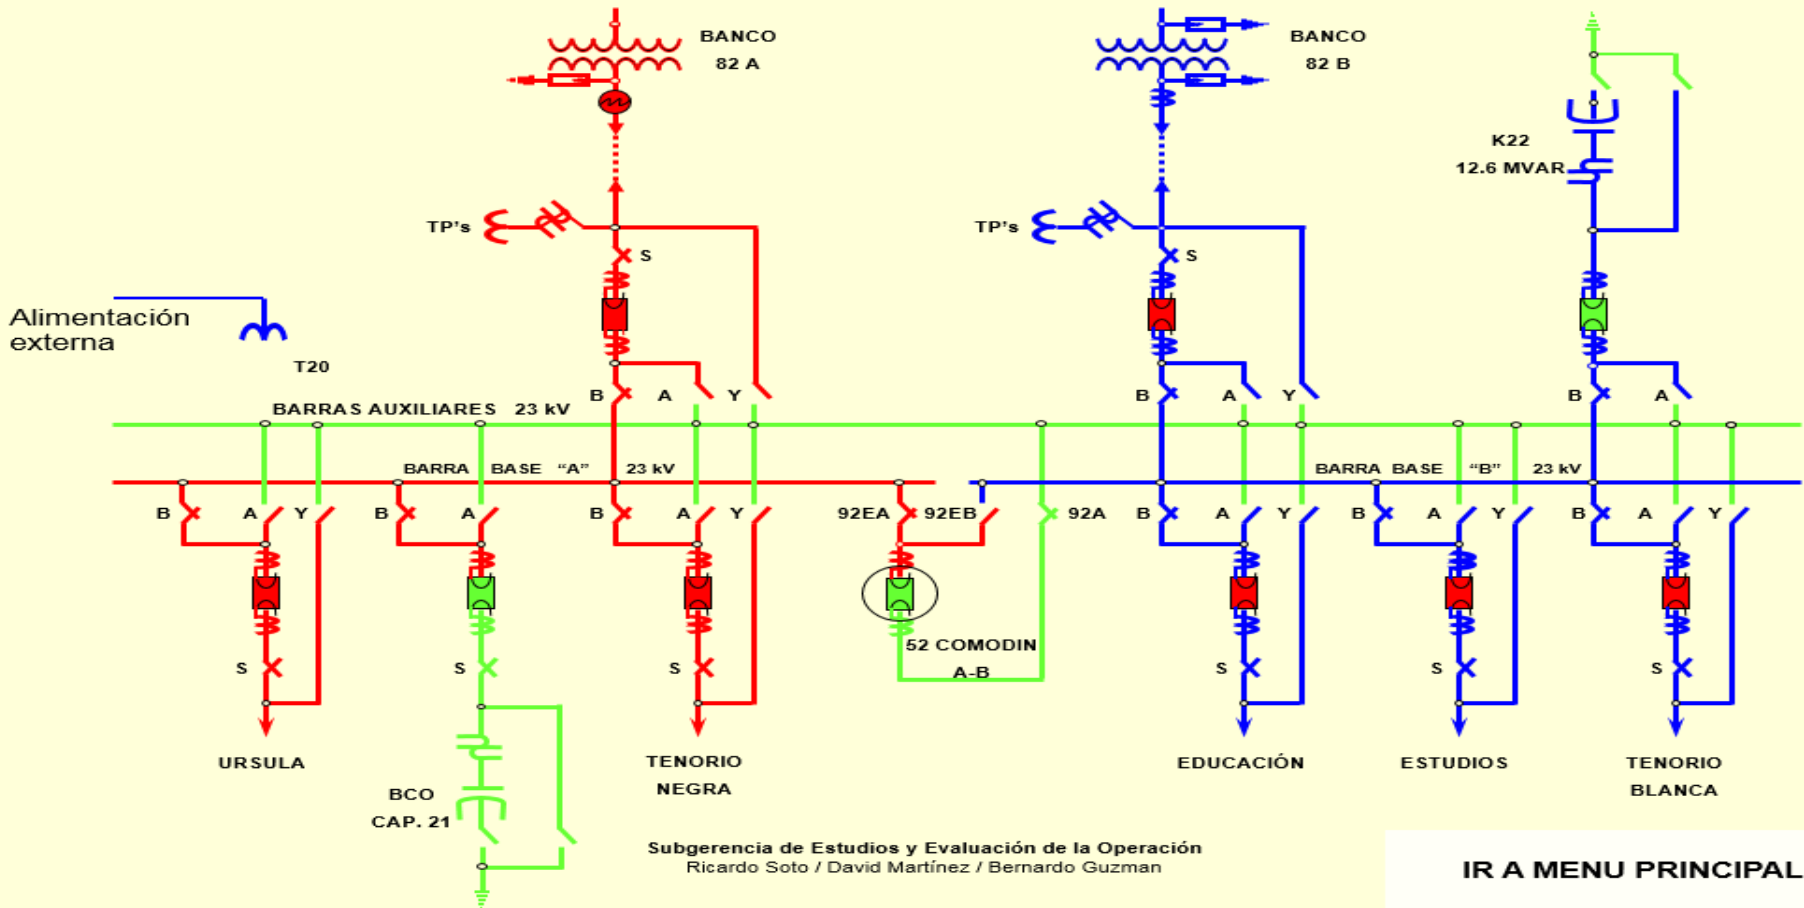 BANCO
82 A
BANCO
82 B
K22
12.6 MVAR
TP's
TP's
S
S
Alimentación
externa
T20
B
A
Y
B
A
Y
B
A
BARRAS AUXILIARES 23 kV
BARRA BASE “A” 23 kV
BARRA BASE “B” 23 kV
B
A
Y
B
A
B
A
Y
92EA
92EB
92A
B
A
Y
B
A
Y
B
A
Y
52 COMODIN
A-B
S
S
S
S
S
S
URSULA
BCO
CAP. 21
TENORIO
NEGRA
EDUCACIÓN
ESTUDIOS
TENORIO
BLANCA
Subgerencia de Estudios y Evaluación de la Operación
Ricardo Soto / David Martínez / Bernardo Guzman
IR A MENU PRINCIPAL